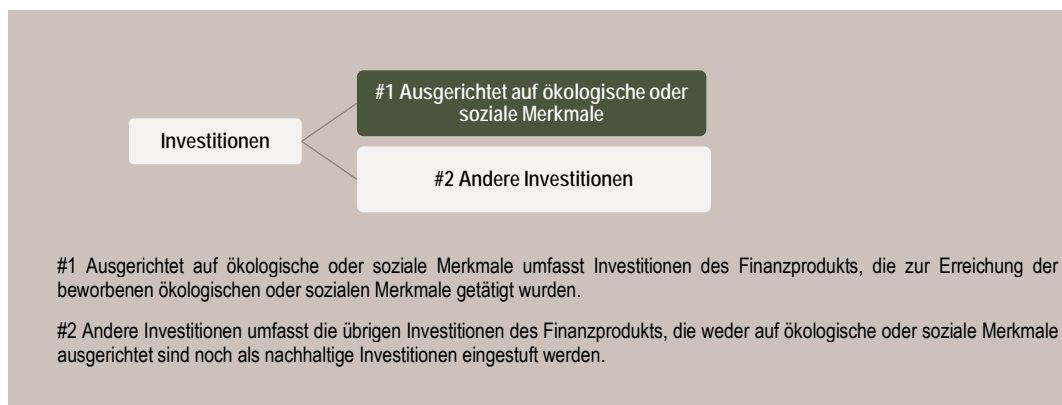 #1 Ausgerichtet auf ökologische oder
soziale Merkmale
Investitionen
#2 Andere Investitionen
#1 Ausgerichtet auf ökologische oder soziale Merkmale umfasst Investitionen des Finanzprodukts, die zur Erreichung der
beworbenen ökologischen oder sozialen Merkmale getätigt wurden.
#2 Andere Investitionen umfasst die übrigen Investitionen des Finanzprodukts, die weder auf ökologische oder soziale Merkmale
ausgerichtet sind noch als nachhaltige Investitionen eingestuft werden.